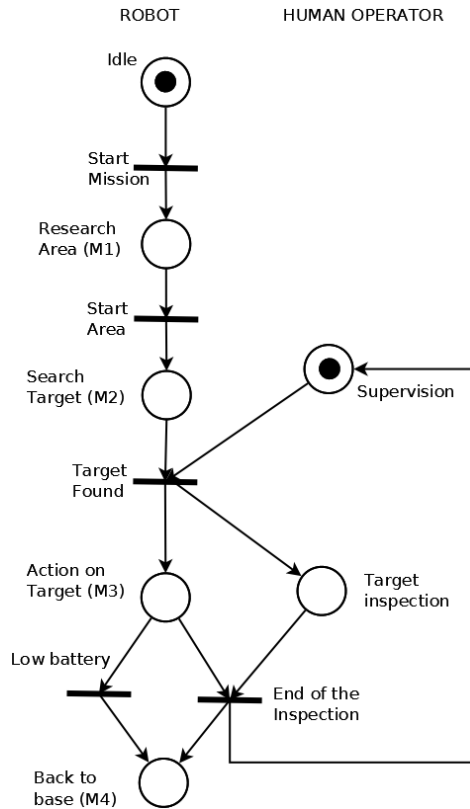 ROBOT
HUMAN OPERATOR
Idle
Start
Mission
Research
Area (M1)
Start
Area
Search
Target (M2)
Supervision
Target
Found
Action on
Target (M3)
Target
inspection
Low battery
End of the
Inspection
Back to
base (M4)